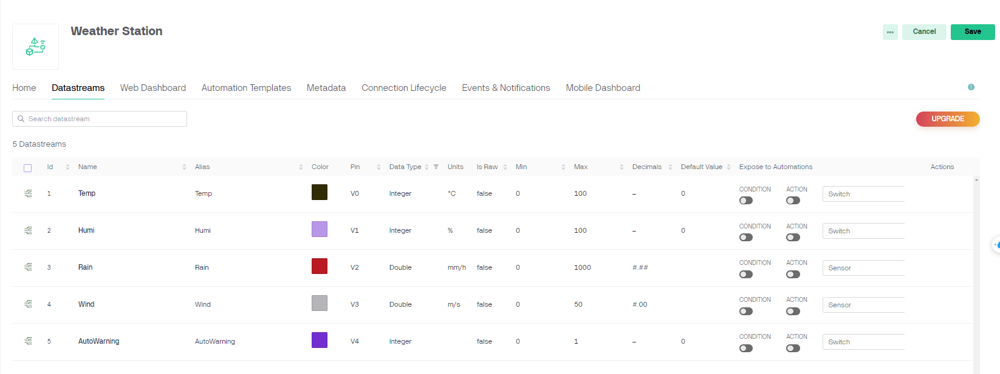 Weather Station
Cancel
Save
Home Datastreams Web Dashboard Automation Templates Metadata Connection Lifecycle Events & Notifications Mobile Dashboard
Search datastream
UPGRADE
5 Datastreams
Id Name Alias Color Pin Data Type Units Is Raw Min Max Decimals Default Value Expose to Automations Actions
1 Temp Temp V0 Integer °C false 0 100 – 0 CONDITION ACTION Switch
2 Humi Humi V1 Integer % false 0 100 – 0 CONDITION ACTION Switch
3 Rain Rain V2 Double mm/h false 0 1000 #.## CONDITION ACTION Sensor
4 Wind Wind V3 Double m/s false 0 50 #.00 CONDITION ACTION Sensor
5 AutoWarning AutoWarning V4 Integer false 0 1 – 0 CONDITION ACTION Switch